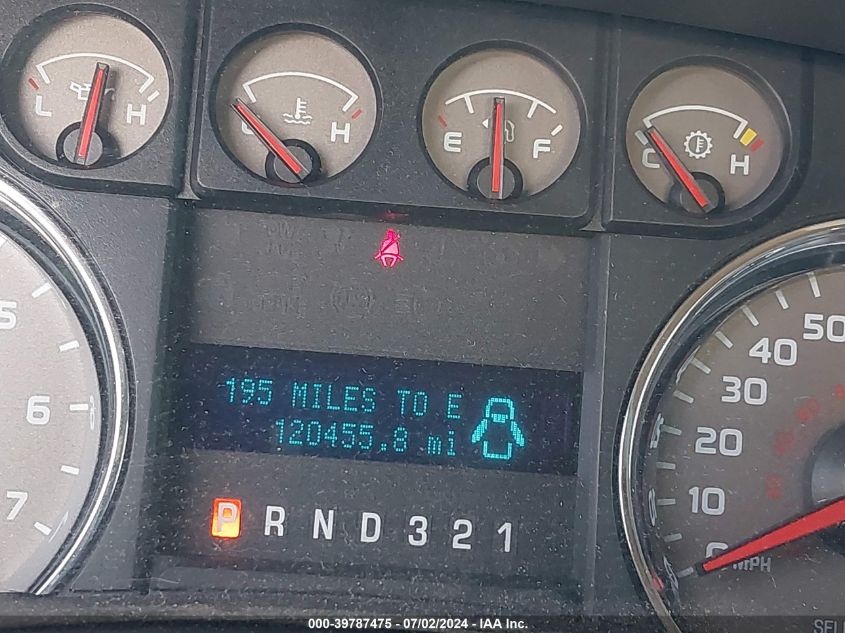 L H
H
E F
C H
5
6
7
50
40
30
20
10
0
MPH
195 MILES TO E
120455.8 mi
P R N D 3 2 1
000-39787475 - 07/02/2024 - IAA Inc.